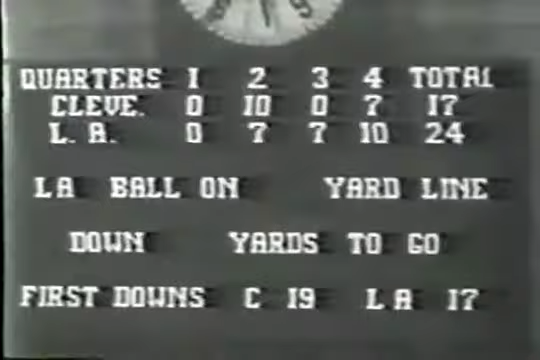 QUARTERS 1 2 3 4 TOTAL
CLEVE. 0 10 0 7 17
L. A. 0 7 7 10 24
LA BALL ON YARD LINE
DOWN YARDS TO GO
FIRST DOWNS C 19 LA 17